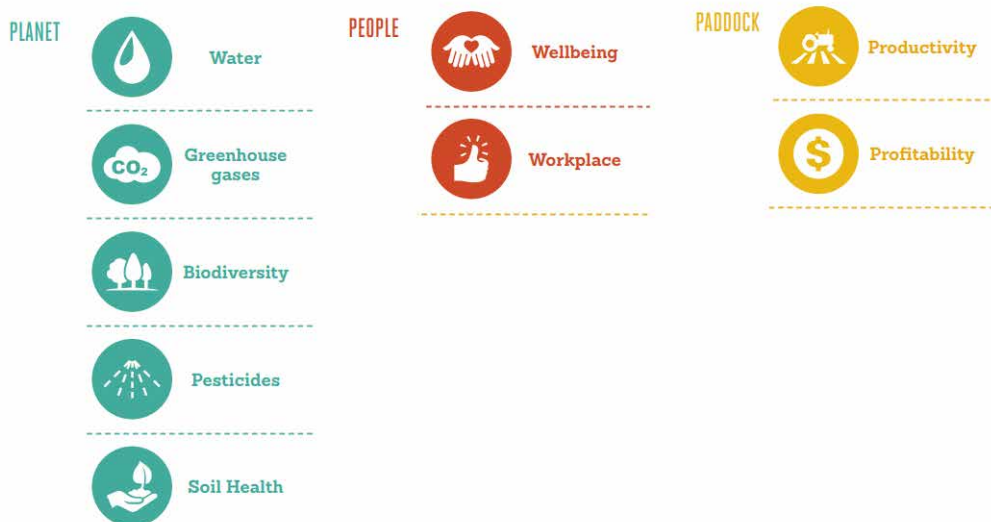 PLANET
Water
Greenhouse
gases
CO₂
Biodiversity
Pesticides
Soil Health
PEOPLE
Wellbeing
Workplace
PADDOCK
Productivity
$
Profitability